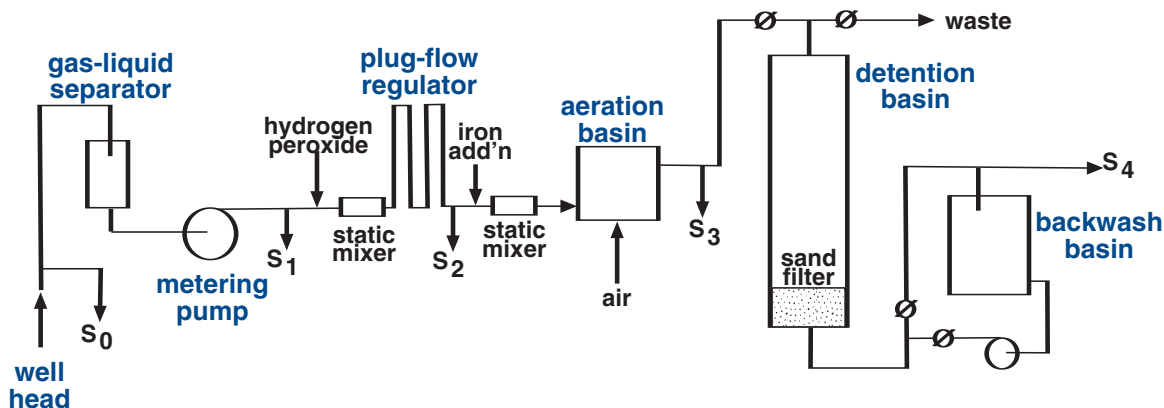 gas-liquid
separator
plug-flow
regulator
hydrogen
peroxide
iron
add'n
aeration
basin
waste
detention
basin
S4
backwash
basin
static
mixer
static
mixer
S1
S2
S3
sand
filter
metering
pump
air
S0
well
head